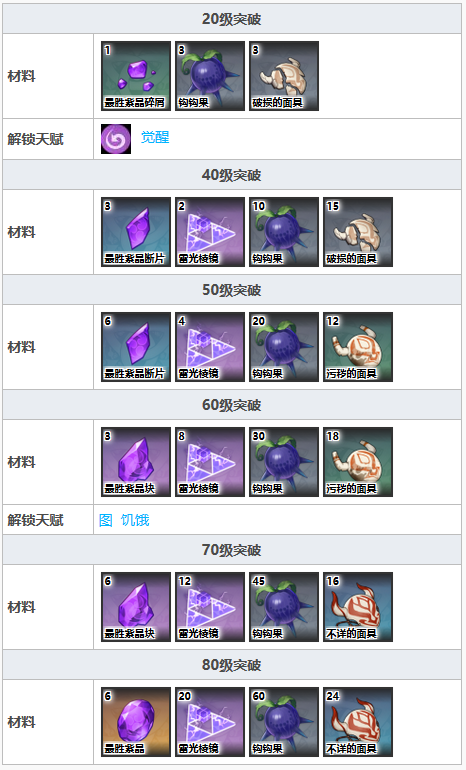 20级突破
材料
1 3 3
最胜紫晶碎屑 钩钩果 破损的面具
解锁天赋 觉醒
40级突破
材料
3 2 10 15
最胜紫晶断片 雷光棱镜 钩钩果 破损的面具
50级突破
材料
6 4 20 12
最胜紫晶断片 雷光棱镜 钩钩果 污秽的面具
60级突破
材料
3 8 30 18
最胜紫晶块 雷光棱镜 钩钩果 污秽的面具
解锁天赋 图 饥饿
70级突破
材料
6 12 45 16
最胜紫晶块 雷光棱镜 钩钩果 不详的面具
80级突破
材料
6 20 60 24
最胜紫晶 雷光棱镜 钩钩果 不详的面具